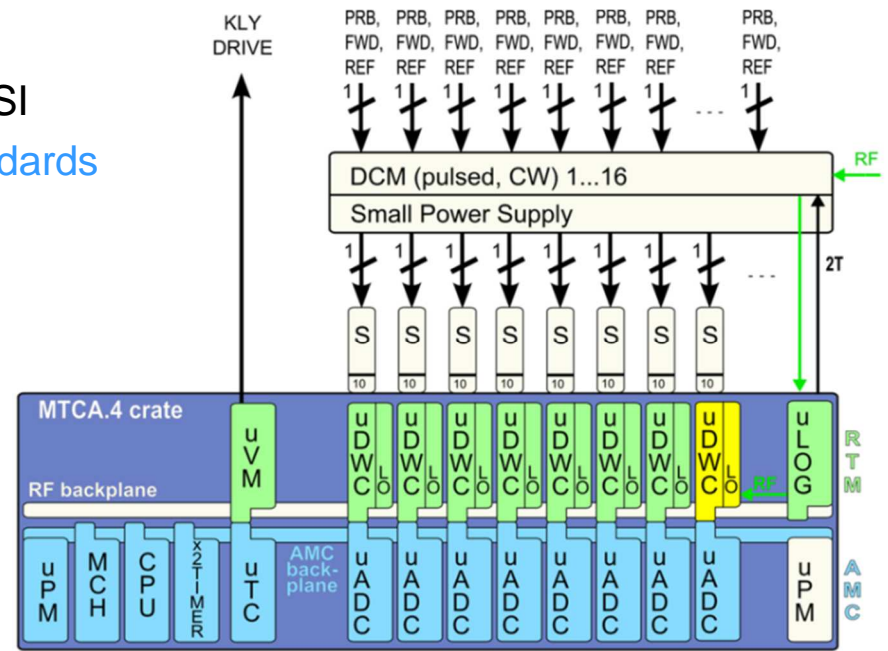 SI
dards
KLY
DRIVE
PRB, PRB, PRB, PRB, PRB, PRB, PRB, PRB,
FWD, FWD, FWD, FWD, FWD, FWD, FWD, FWD,
REF REF REF REF REF REF REF REF
1 1 1 1 1 1 1 ... 1
DCM (pulsed, CW) 1...16
RF
Small Power Supply
1 1 1 1 1 1 1 1 ...
2T
S S S S S S S S
10 10 10 10 10 10 10 10
MTCA.4 crate
uVM
uDWC LO uDWC LO uDWC LO uDWC LO uDWC LO uDWC LO uDWC LO uDWC LO
RF
uLOG
RTM
RF backplane
AMC
back-
plane
uPM MCH CPU x2TIMER uTC uADC uADC uADC uADC uADC uADC uADC uADC uPM
AMC